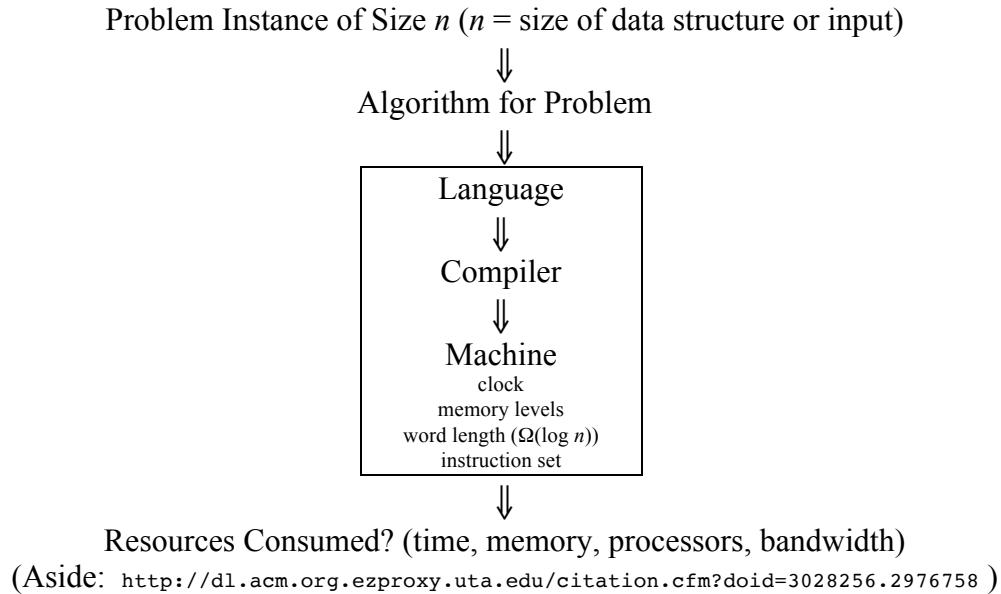 Problem Instance of Size n (n = size of data structure or input)
⇓
Algorithm for Problem
⇓
Language
⇓
Compiler
⇓
Machine
clock
memory levels
word length (Ω(log n))
instruction set
⇓
Resources Consumed? (time, memory, processors, bandwidth)
(Aside: http://dl.acm.org.ezproxy.uta.edu/citation.cfm?doid=3028256.2976758 )